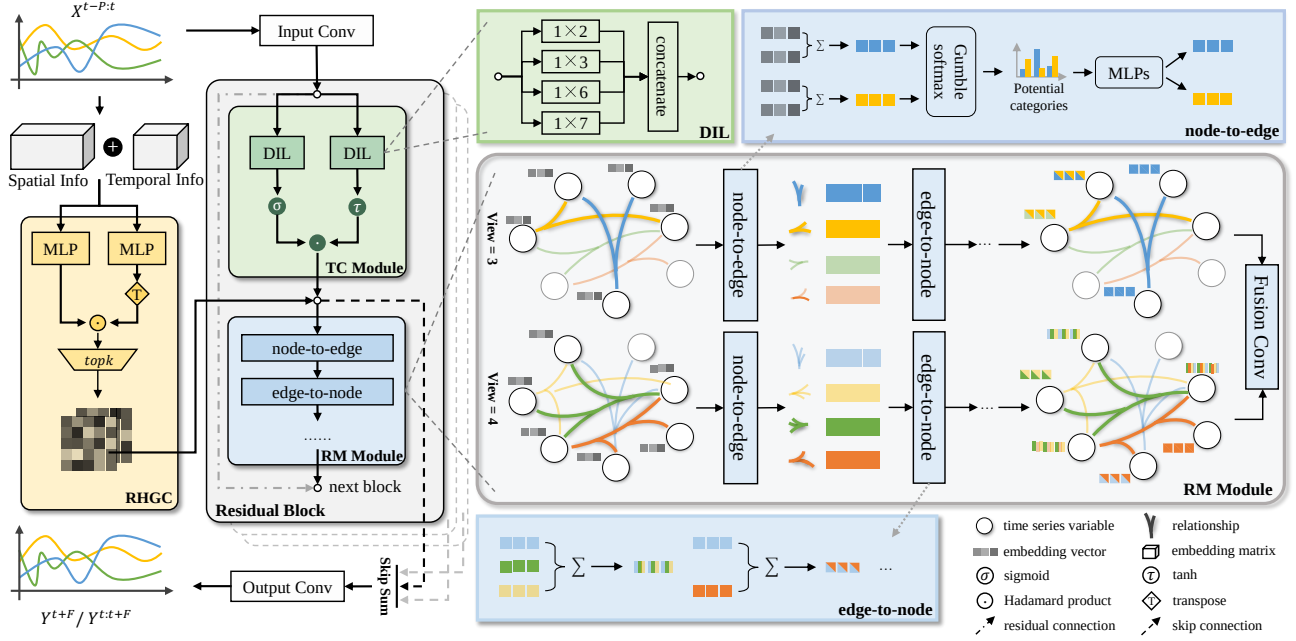 X^{t−P:t}
Input Conv
Spatial Info
+
Temporal Info
MLP
MLP
T
topk
RHGC
DIL
DIL
σ
τ
TC Module
node-to-edge
edge-to-node
......
RM Module
next block
Residual Block
Skip Sum
Output Conv
Y^{t+F} / Y^{t:t+F}
1×2
1×3
1×6
1×7
concatenate
DIL
Σ
Σ
Gumble softmax
Potential
categories
MLPs
node-to-edge
View = 3
node-to-edge
edge-to-node
...
View = 4
node-to-edge
edge-to-node
...
Fusion Conv
RM Module
Σ
Σ
...
edge-to-node
time series variable
relationship
embedding vector
embedding matrix
σ sigmoid
τ tanh
Hadamard product
T transpose
residual connection
skip connection